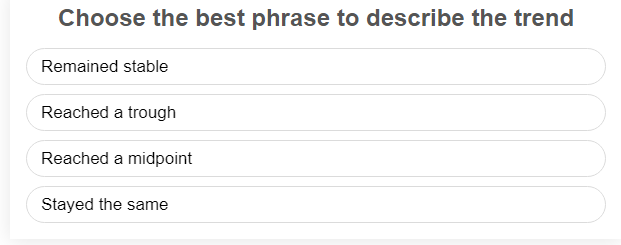 Choose the best phrase to describe the trend
Remained stable
Reached a trough
Reached a midpoint
Stayed the same